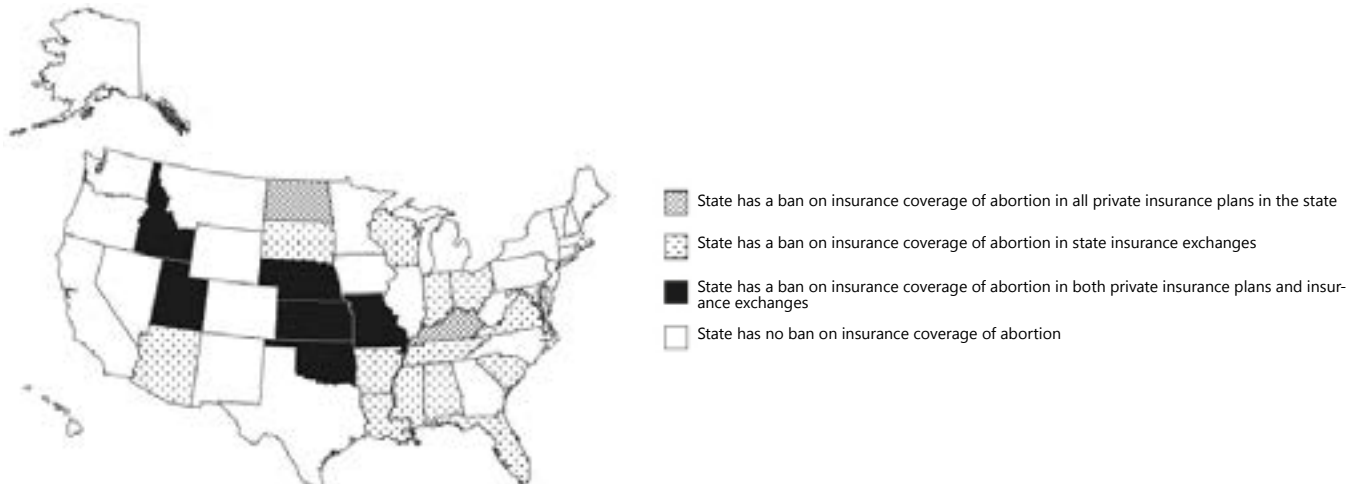 State has a ban on insurance coverage of abortion in all private insurance plans in the state
State has a ban on insurance coverage of abortion in state insurance exchanges
State has a ban on insurance coverage of abortion in both private insurance plans and insur-
ance exchanges
State has no ban on insurance coverage of abortion